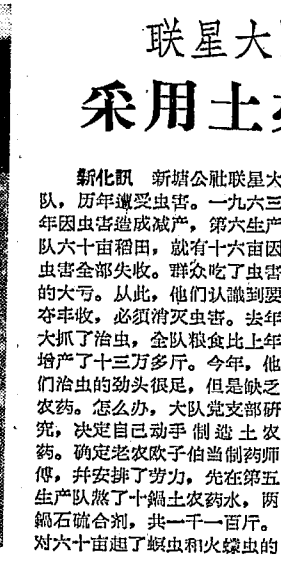 联星大
采用土
新化訊 新塘公社联星大
队，历年遭受虫害。一九六三
年因虫害造成减产，第六生产
队六十亩稻田，就有十六亩因
虫害全部失收。群众吃了虫害
的大亏。从此，他们认識到要
夺丰收，必须消灭虫害。去年
大抓了治虫，全队粮食比上年
增产了十三万多斤。今年，他
们治虫的劲头很足，但是缺乏
农药。怎么办，大队党支部研
究，决定自己动手制造土农
药。确定老农欧子伯当制药师
傅，幷安排了劳力，先在第五
生产队熬了十鍋土农药水，两
鍋石硫合剂，共一千一百斤。
对六十亩起了螟虫和火蠓虫的